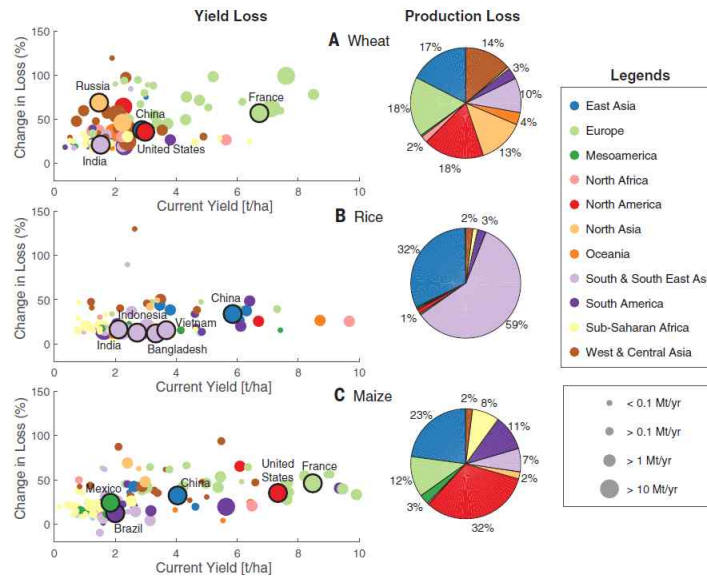 Yield Loss
Production Loss
A Wheat
Change in Loss (%)
150
100
50
0
Russia
China
France
United States
India
0 2 4 6 8 10
Current Yield [t/ha]
17%
14%
3%
10%
4%
13%
18%
2%
18%
B Rice
Change in Loss (%)
150
100
50
0
Indonesia
China
Vietnam
India
Bangladesh
0 2 4 6 8 10
Current Yield [t/ha]
2%
3%
32%
1%
59%
C Maize
Change in Loss (%)
150
100
50
0
Mexico
China
United
States
France
Brazil
0 2 4 6 8 10
Current Yield [t/ha]
2%
8%
23%
11%
7%
2%
12%
3%
32%
Legends
East Asia
Europe
Mesoamerica
North Africa
North America
North Asia
Oceania
South & South East As
South America
Sub-Saharan Africa
West & Central Asia
< 0.1 Mt/yr
> 0.1 Mt/yr
> 1 Mt/yr
> 10 Mt/yr